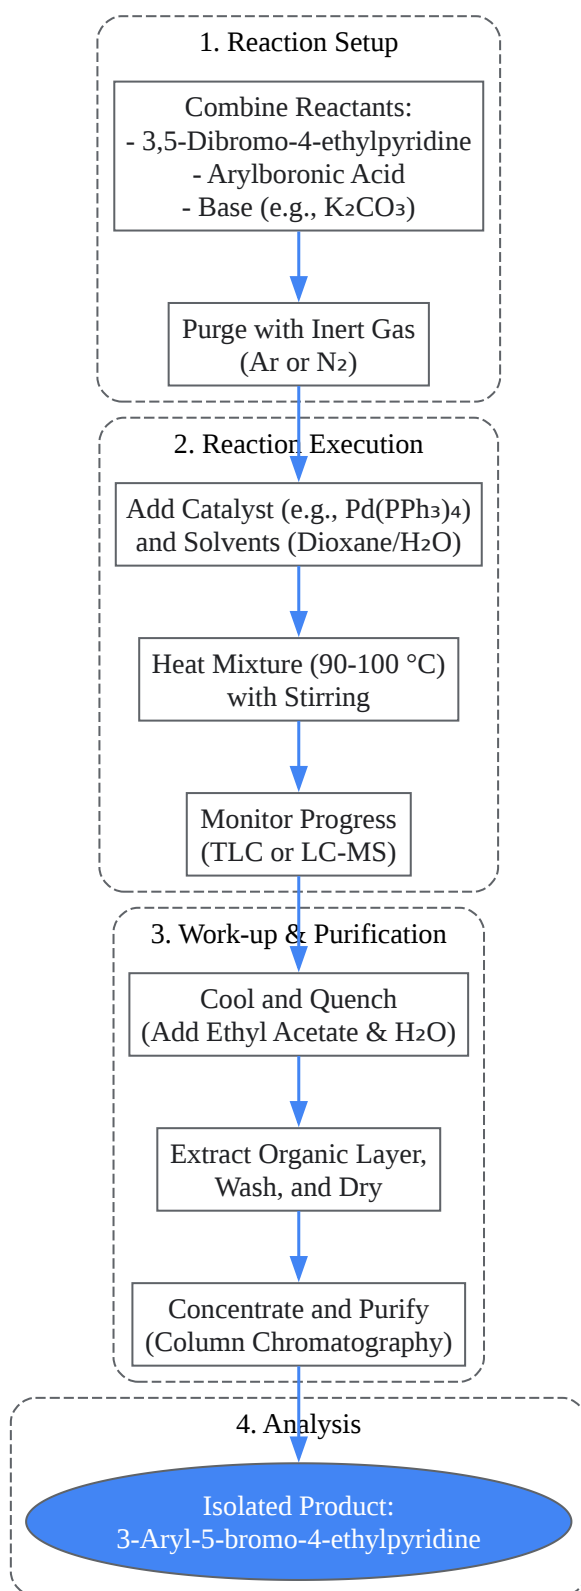 1. Reaction Setup
Combine Reactants:
- 3,5-Dibromo-4-ethylpyridine
- Arylboronic Acid
- Base (e.g., K₂CO₃)
Purge with Inert Gas
(Ar or N₂)
2. Reaction Execution
Add Catalyst (e.g., Pd(PPh₃)₄)
and Solvents (Dioxane/H₂O)
Heat Mixture (90-100 °C)
with Stirring
Monitor Progress
(TLC or LC-MS)
3. Work-up & Purification
Cool and Quench
(Add Ethyl Acetate & H₂O)
Extract Organic Layer,
Wash, and Dry
Concentrate and Purify
(Column Chromatography)
4. Analysis
Isolated Product:
3-Aryl-5-bromo-4-ethylpyridine